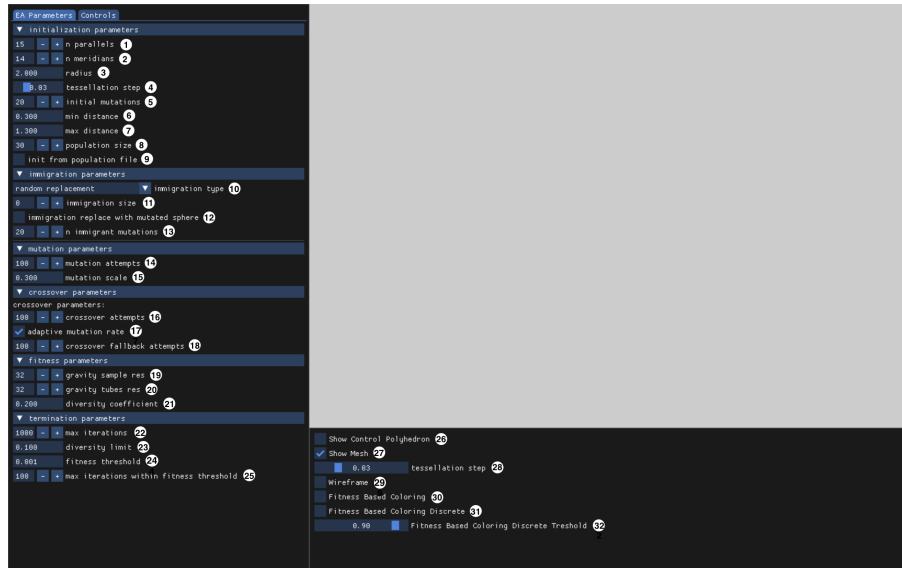 EA Parameters Controls
▼ initialization parameters
15 - + n parallels 1
14 - + n meridians 2
2.000 radius 3
0.03 tessellation step 4
20 - + initial mutations 5
0.300 min distance 6
1.300 max distance 7
30 - + population size 8
init from population file 9
▼ immigration parameters
random replacement ▼ immigration type 10
0 - + immigration size 11
immigration replace with mutated sphere 12
20 - + n immigrant mutations 13
▼ mutation parameters
100 - + mutation attempts 14
0.300 mutation scale 15
▼ crossover parameters
crossover parameters:
100 - + crossover attempts 16
adaptive mutation rate 17
100 - + crossover fallback attempts 18
▼ fitness parameters
32 - + gravity sample res 19
32 - + gravity tubes res 20
0.200 diversity coefficient 21
▼ termination parameters
1000 - + max iterations 22
0.100 diversity limit 23
0.001 fitness threshold 24
100 - + max iterations within fitness threshold 25
Show Control Polyhedron 26
Show Mesh 27
0.03 tessellation step 28
Wireframe 29
Fitness Based Coloring 30
Fitness Based Coloring Discrete 31
0.90 Fitness Based Coloring Discrete Treshold 32
2